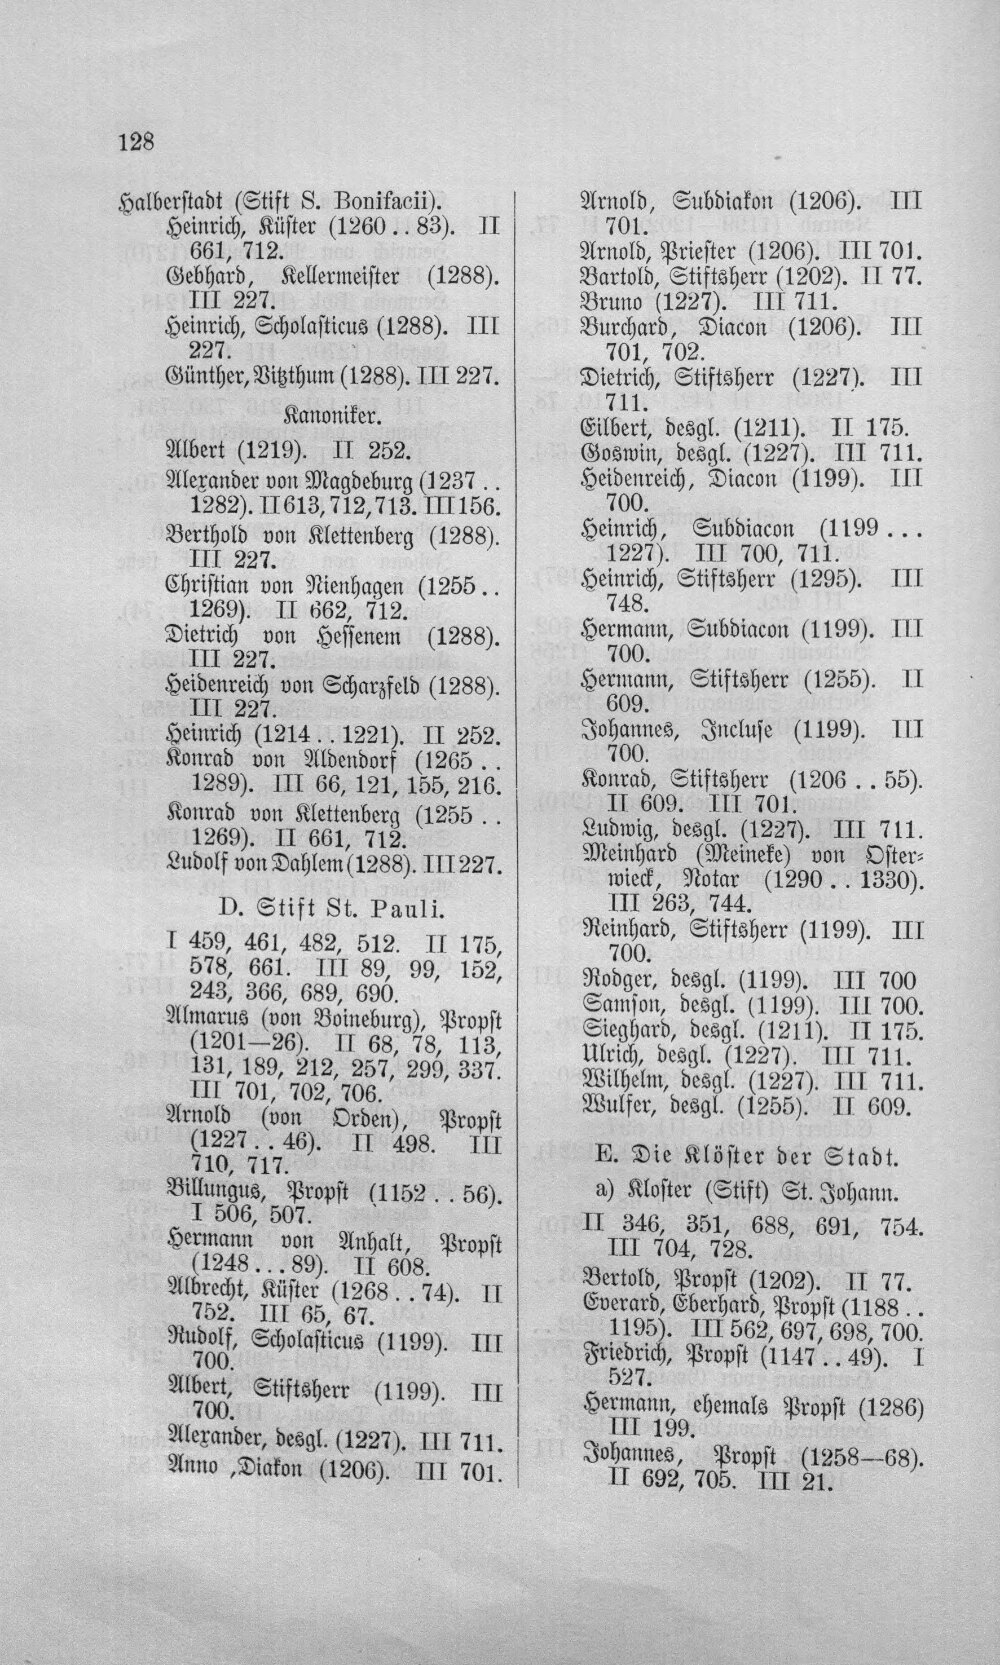 128
Halberstadt (Stift S. Bonifacii).
Heinrich, Küster (1260 . . 83). II
661, 712.
Gebhard, Kellermeister (1288).
III 227.
Heinrich, Scholasticus (1288). III
227.
Günther, Vitzthum (1288). III 227.
Kanoniker.
Albert (1219). II 252.
Alexander von Magdeburg (1237 . .
1282). II 613, 712, 713. III 156.
Berthold von Klettenberg (1288).
III 227.
Christian von Nienhagen (1255 . .
1269). II 662, 712.
Dietrich von Hessenem (1288).
III 227.
Heidenreich von Scharzfeld (1288).
III 227.
Heinrich (1214 . . 1221). II 252.
Konrad von Aldendorf (1265 . .
1289). III 66, 121, 155, 216.
Konrad von Klettenberg (1255 . .
1269). II 661, 712.
Ludolf von Dahlem (1288). III 227.
D. Stift St. Pauli.
I 459, 461, 482, 512. II 175,
578, 661. III 89, 99, 152,
243, 366, 689, 690.
Almarus (von Boineburg), Propst
(1201—26). II 68, 78, 113,
131, 189, 212, 257, 299, 337.
III 701, 702, 706.
Arnold (von Orden), Propst
(1227 . . 46). II 498. III
710, 717.
Billungus, Propst (1152 . . 56).
I 506, 507.
Hermann von Anhalt, Propst
(1248 . . . 89). II 608.
Albrecht, Küster (1268 . . 74). II
752. III 65, 67.
Rudolf, Scholasticus (1199). III
700.
Albert, Stiftsherr (1199). III
700.
Alexander, desgl. (1227). III 711.
Anno ,Diakon (1206). III 701.
Arnold, Subdiakon (1206). III
701.
Arnold, Priester (1206). III 701.
Bartold, Stiftsherr (1202). II 77.
Bruno (1227). III 711.
Burchard, Diacon (1206). III
701, 702.
Dietrich, Stiftsherr (1227). III
711.
Eilbert, desgl. (1211). II 175.
Goswin, desgl. (1227). III 711.
Heidenreich, Diacon (1199). III
700.
Heinrich, Subdiacon (1199 . . .
1227). III 700, 711.
Heinrich, Stiftsherr (1295). III
748.
Hermann, Subdiacon (1199). III
700.
Hermann, Stiftsherr (1255). II
609.
Johannes, Incluse (1199). III
700.
Konrad, Stiftsherr (1206 . . 55).
II 609. III 701.
Ludwig, desgl. (1227). III 711.
Meinhard (Meineke) von Oster-
wieck, Notar (1290 . . 1330).
III 263, 744.
Reinhard, Stiftsherr (1199). III
700.
Rodger, desgl. (1199). III 700
Samson, desgl. (1199). III 700.
Sieghard, desgl. (1211). II 175.
Ulrich, desgl. (1227). III 711.
Wilhelm, desgl. (1227). III 711.
Wulfer, desgl. (1255). II 609.
E. Die Klöster der Stadt.
a) Kloster (Stift) St. Johann.
II 346, 351, 688, 691, 754.
III 704, 728.
Bertold, Propst (1202). II 77.
Everard, Eberhard, Propst (1188 . .
1195). III 562, 697, 698, 700.
Friedrich, Propst (1147 . . 49). I
527.
Hermann, ehemals Propst (1286)
III 199.
Johannes, Propst (1258—68).
II 692, 705. III 21.